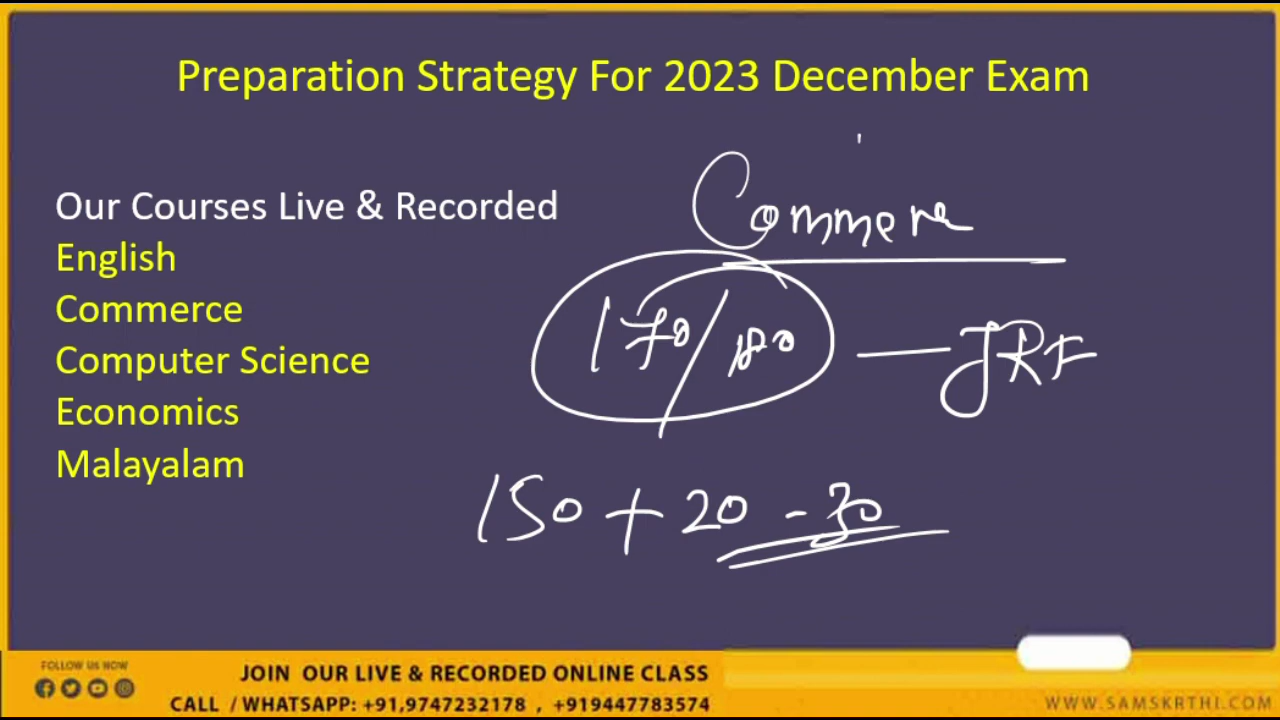 Preparation Strategy For 2023 December Exam
Our Courses Live & Recorded
English
Commerce
Computer Science
Economics
Malayalam
Commerce
170/180 — JRF
150 + 20 - 30
FOLLOW US NOW
JOIN OUR LIVE & RECORDED ONLINE CLASS
CALL / WHATSAPP: +91,9747232178 , +919447783574
WWW.SAMSKRTHI.COM